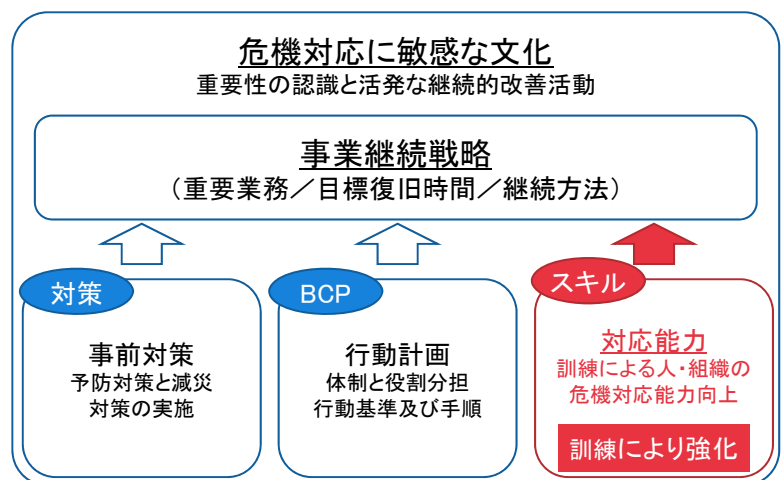 危機対応に敏感な文化
重要性の認識と活発な継続的改善活動
事業継続戦略
（重要業務／目標復旧時間／継続方法）
対策
事前対策
予防対策と減災
対策の実施
BCP
行動計画
体制と役割分担
行動基準及び手順
スキル
対応能力
訓練による人・組織の
危機対応能力向上
訓練により強化